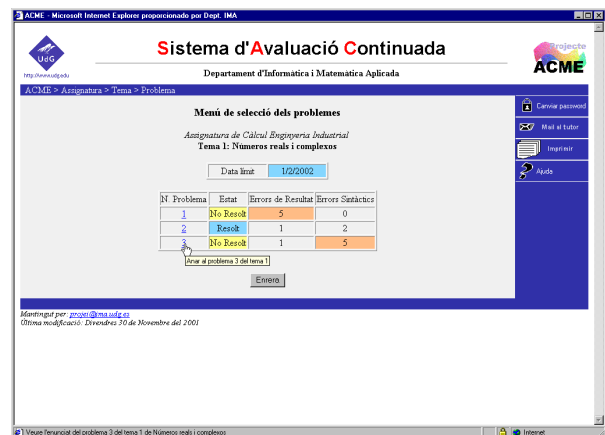 ACME - Microsoft Internet Explorer proporcionado por Dept. IMA
UdG
http://www.udg.edu
Sistema d'Avaluació Continuada
Departament d'Informàtica i Matemàtica Aplicada
Projecte
ACME
ACME > Assignatura > Tema > Problema
Menú de selecció dels problemes
Assignatura de Càlcul Enginyeria Industrial
Tema 1: Números reals i complexos
Data límit 1/2/2002
N. Problema Estat Errors de Resultat Errors Sintàctics
1 No Resolt 5 0
2 Resolt 1 2
3 No Resolt 1 5
Anar al problema 3 del tema 1
Enrera
Canviar password
Mail al tutor
Imprimir
Ajuda
Mantingut per: projei@ima.udg.es
Última modificació: Divendres 30 de Novembre del 2001
Veure l'enunciat del problema 3 del tema 1 de Números reals i complexos
Internet